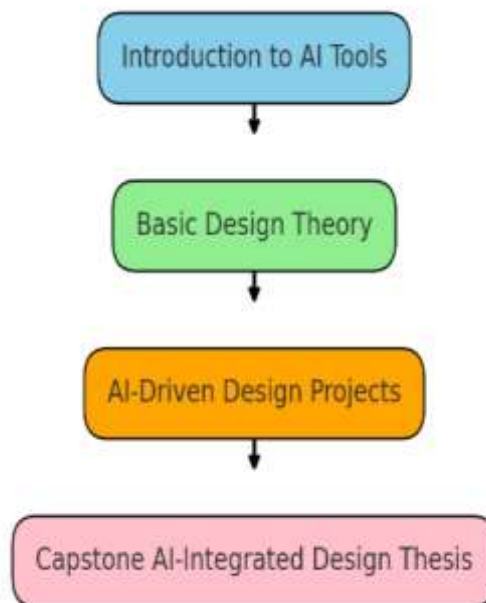 Introduction to AI Tools
Basic Design Theory
AI-Driven Design Projects
Capstone AI-Integrated Design Thesis